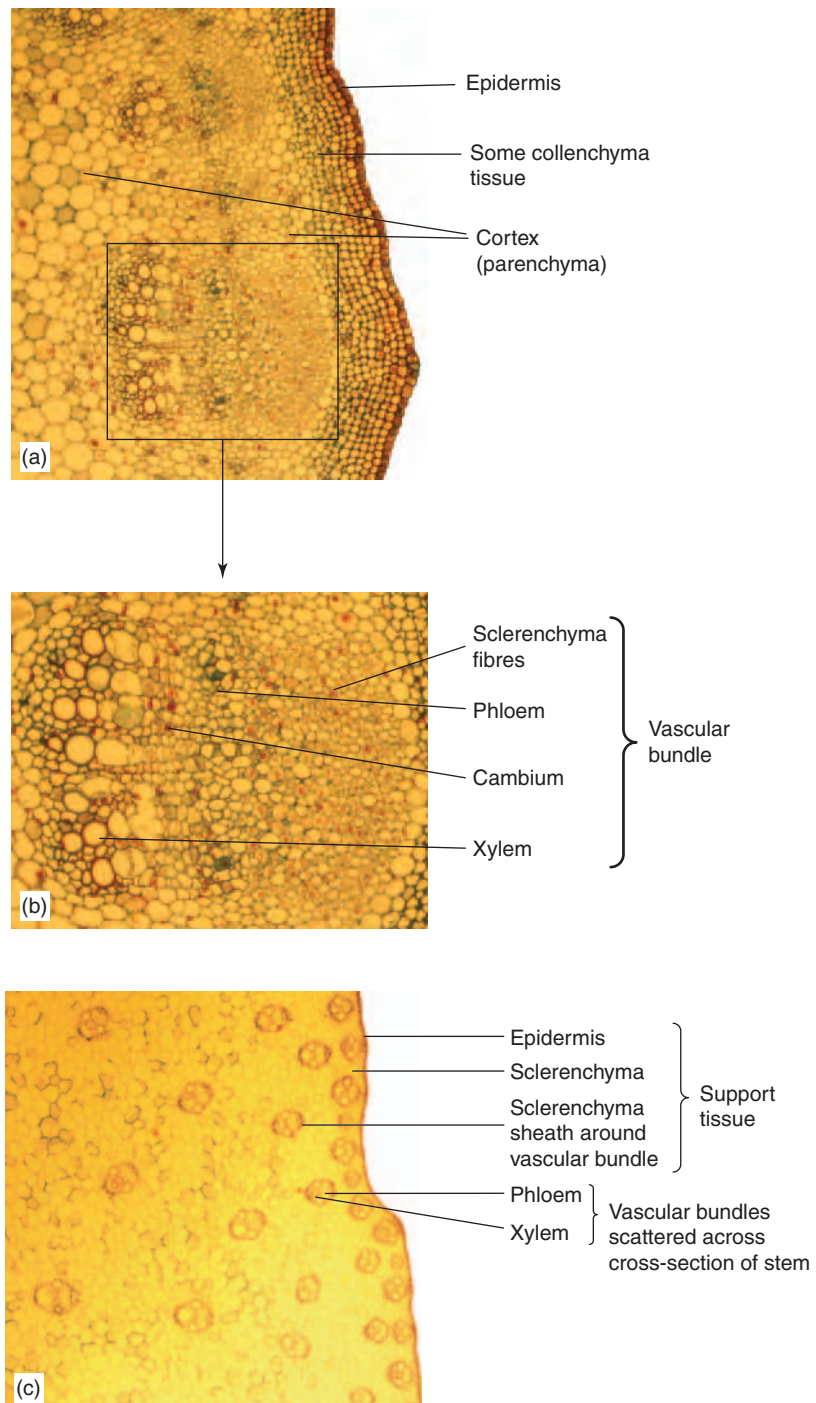 Epidermis
Some collenchyma
tissue
Cortex
(parenchyma)
(a)
Sclerenchyma
fibres
Phloem
Cambium
Xylem
Vascular
bundle
(b)
Epidermis
Sclerenchyma
Sclerenchyma
sheath around
vascular bundle
Support
tissue
Phloem
Xylem
Vascular bundles
scattered across
cross-section of stem
(c)